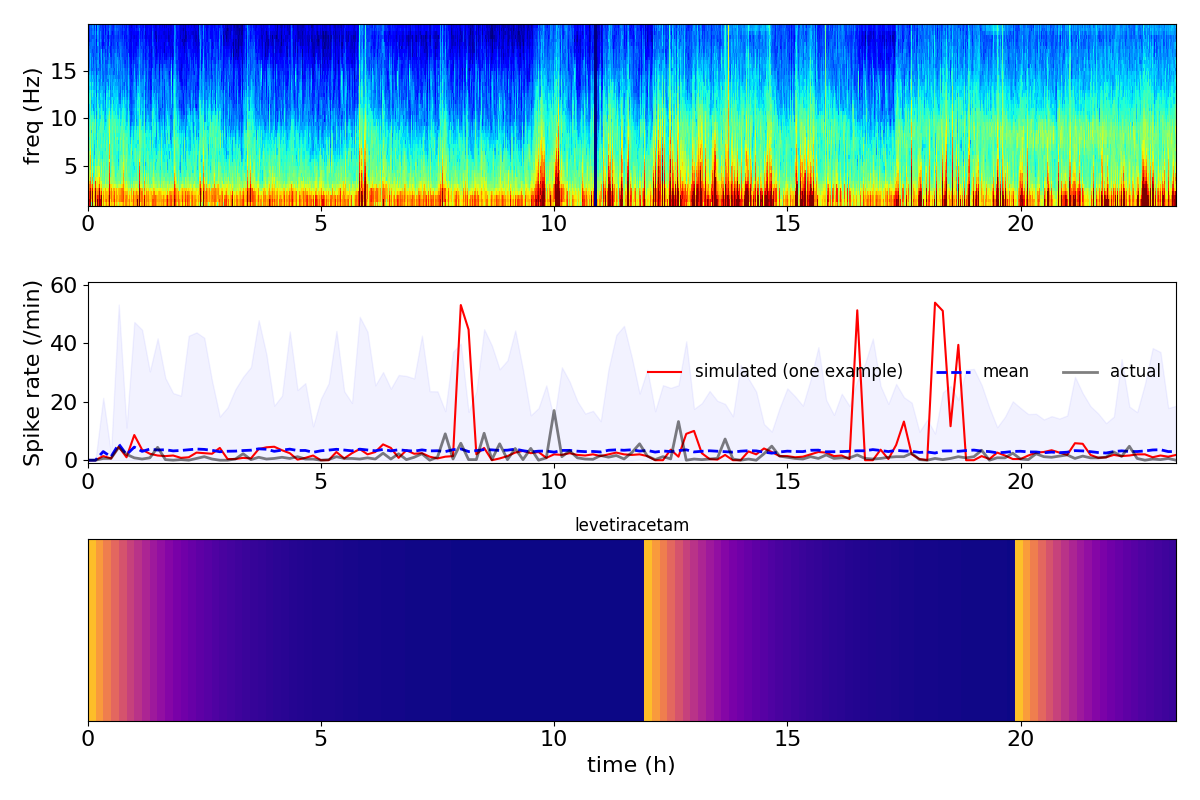 freq (Hz)
15
10
5
0 5 10 15 20
Spike rate (/min)
60
40
20
0
simulated (one example) mean actual
0 5 10 15 20
levetiracetam
0 5 10 15 20
time (h)